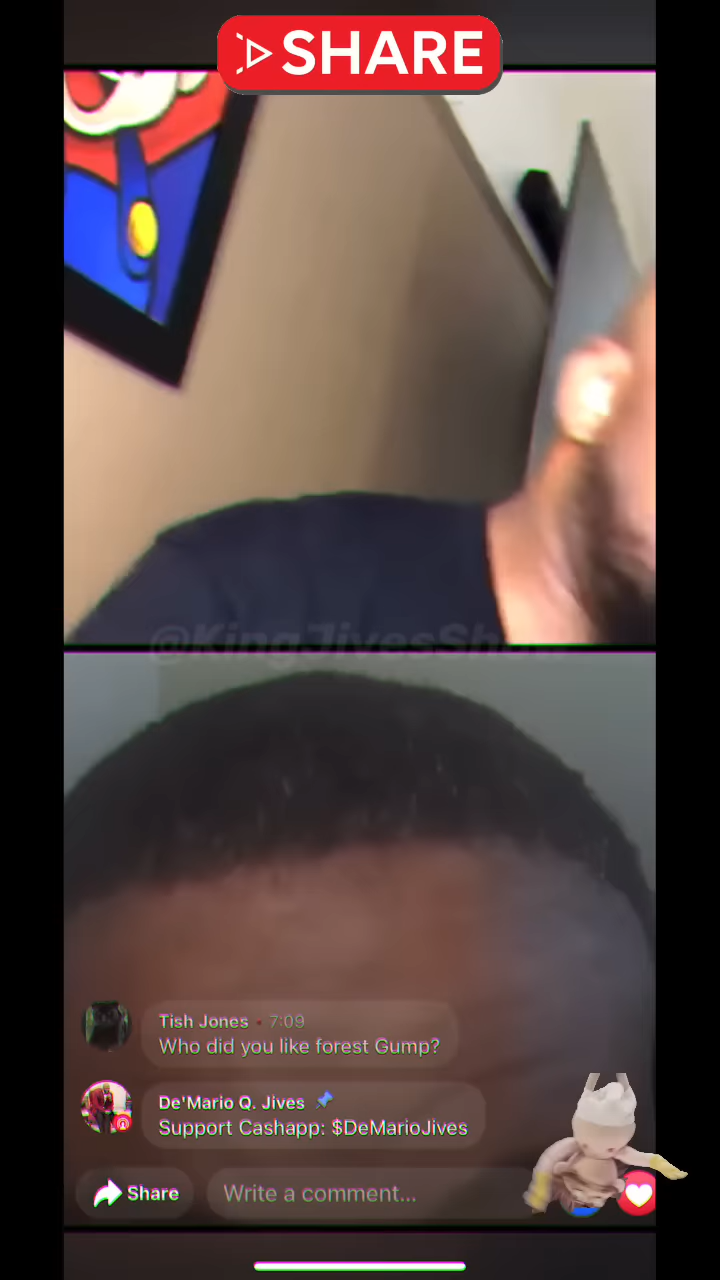 SHARE
@KingJivesShow
Tish Jones • 7:09
Who did you like forest Gump?
De'Mario Q. Jives
Support Cashapp: $DeMarioJives
Share
Write a comment...